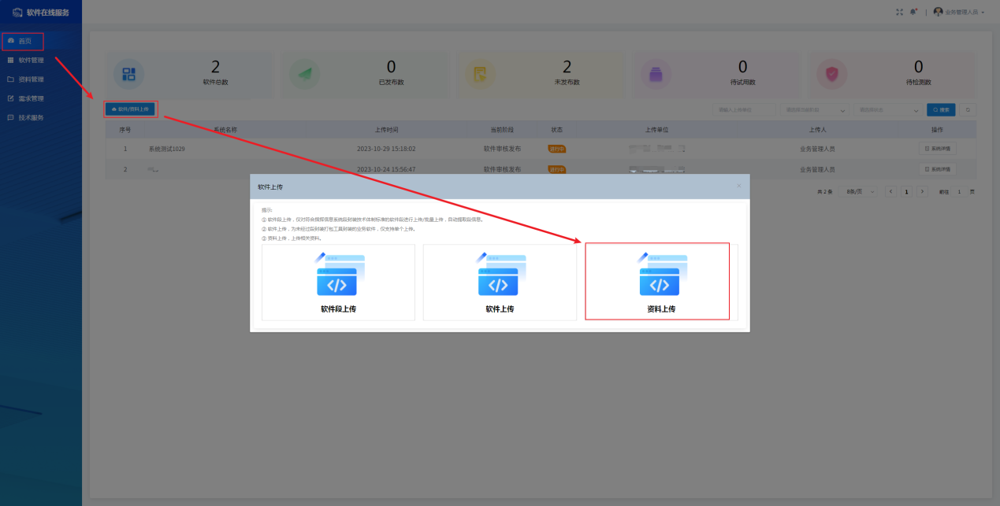 软件在线服务
业务管理人员
首页
软件管理
资料管理
需求管理
技术服务
2
软件总数
0
已发布数
2
未发布数
0
待试用数
0
待检测数
软件/资料上传
请输入上传单位
请选择当前阶段
请选择状态
搜索
序号 系统名称 上传时间 当前阶段 状态 上传单位 上传人 操作
1 系统测试1029 2023-10-29 15:18:02 软件审核发布 进行中 业务管理人员 系统详情
2 2023-10-24 15:56:47 软件审核发布 进行中 业务管理人员 系统详情
共 2 条 8条/页 1 前往 1 页
软件上传
提示:
① 软件段上传，仅对符合指挥信息系统段封装技术体制标准的软件段进行上传/批量上传，自动提取段信息。
② 软件上传，为未经过段封装打包工具封装的业务软件，仅支持单个上传。
③ 资料上传，上传相关资料。
软件段上传
软件上传
资料上传